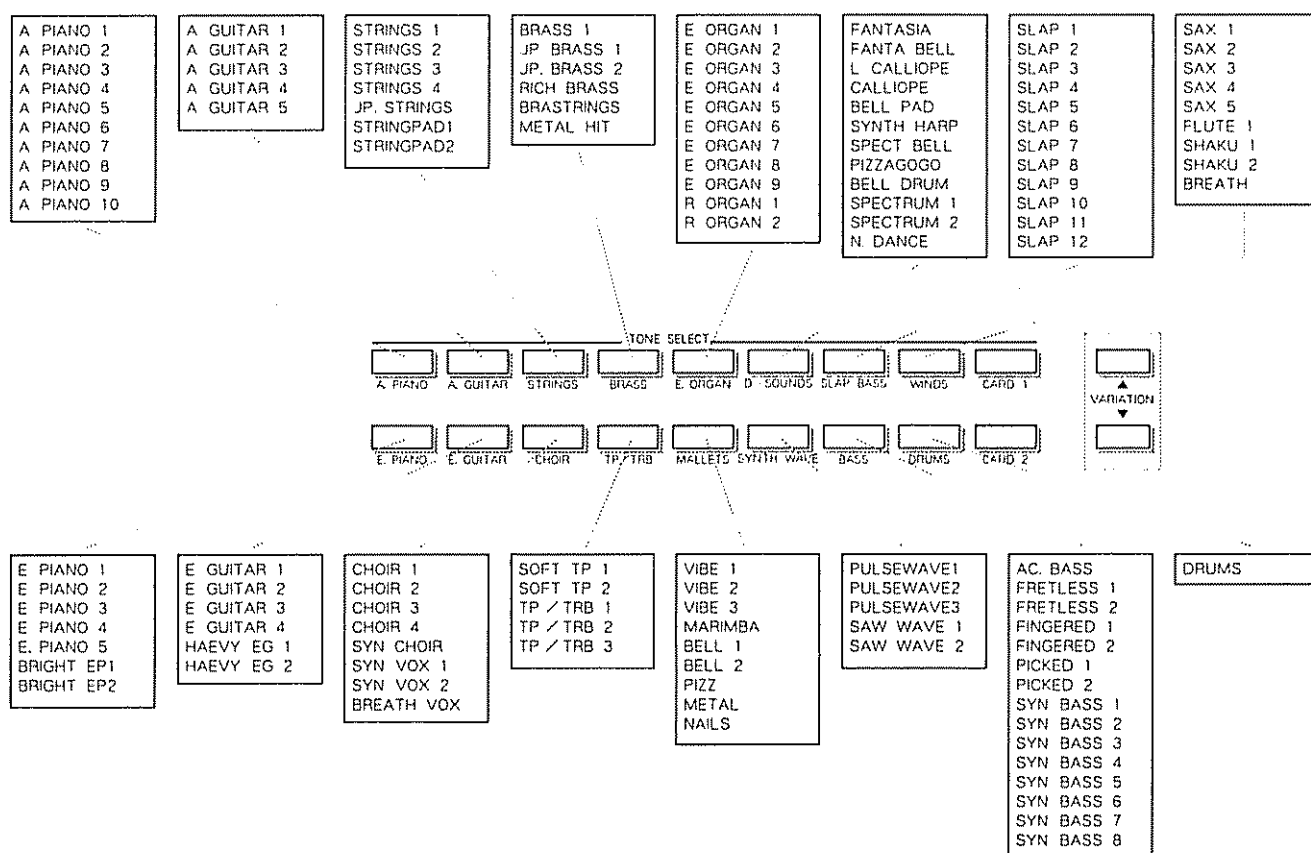 A PIANO 1
A PIANO 2
A PIANO 3
A PIANO 4
A PIANO 5
A PIANO 6
A PIANO 7
A PIANO 8
A PIANO 9
A PIANO 10
A GUITAR 1
A GUITAR 2
A GUITAR 3
A GUITAR 4
A GUITAR 5
STRINGS 1
STRINGS 2
STRINGS 3
STRINGS 4
JP. STRINGS
STRINGPAD1
STRINGPAD2
BRASS 1
JP. BRASS 1
JP. BRASS 2
RICH BRASS
BRASTRINGS
METAL HIT
E ORGAN 1
E ORGAN 2
E ORGAN 3
E ORGAN 4
E ORGAN 5
E ORGAN 6
E ORGAN 7
E ORGAN 8
E ORGAN 9
R ORGAN 1
R ORGAN 2
FANTASIA
FANTA BELL
L CALLIOPE
CALLIOPE
BELL PAD
SYNTH HARP
SPECT BELL
PIZZAGOGO
BELL DRUM
SPECTRUM 1
SPECTRUM 2
N. DANCE
SLAP 1
SLAP 2
SLAP 3
SLAP 4
SLAP 5
SLAP 6
SLAP 7
SLAP 8
SLAP 9
SLAP 10
SLAP 11
SLAP 12
SAX 1
SAX 2
SAX 3
SAX 4
SAX 5
FLUTE 1
SHAKU 1
SHAKU 2
BREATH
TONE SELECT
A. PIANO A. GUITAR STRINGS BRASS E. ORGAN D-SOUNDS SLAP BASS WINDS CARD 1
▲
VARIATION
▼
E. PIANO E. GUITAR CHOIR TP/TRB MALLETS SYNTH WAVE BASS DRUMS CARD 2
E PIANO 1
E PIANO 2
E PIANO 3
E PIANO 4
E. PIANO 5
BRIGHT EP1
BRIGHT EP2
E GUITAR 1
E GUITAR 2
E GUITAR 3
E GUITAR 4
HAEVY EG 1
HAEVY EG 2
CHOIR 1
CHOIR 2
CHOIR 3
CHOIR 4
SYN CHOIR
SYN VOX 1
SYN VOX 2
BREATH VOX
SOFT TP 1
SOFT TP 2
TP / TRB 1
TP / TRB 2
TP / TRB 3
VIBE 1
VIBE 2
VIBE 3
MARIMBA
BELL 1
BELL 2
PIZZ
METAL
NAILS
PULSEWAVE1
PULSEWAVE2
PULSEWAVE3
SAW WAVE 1
SAW WAVE 2
AC. BASS
FRETLESS 1
FRETLESS 2
FINGERED 1
FINGERED 2
PICKED 1
PICKED 2
SYN BASS 1
SYN BASS 2
SYN BASS 3
SYN BASS 4
SYN BASS 5
SYN BASS 6
SYN BASS 7
SYN BASS 8
DRUMS